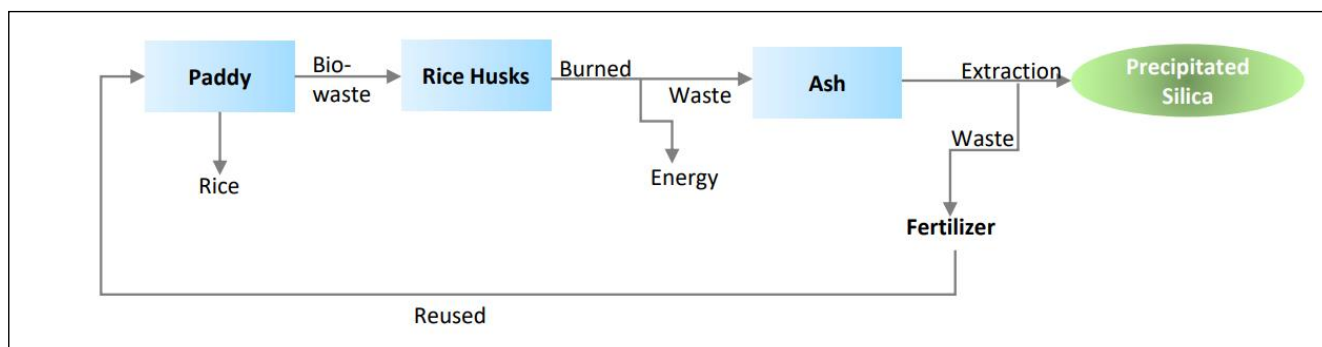 Paddy
Bio-
waste
Rice Husks
Burned
Waste
Ash
Extraction
Precipitated
Silica
Rice
Energy
Waste
Fertilizer
Reused